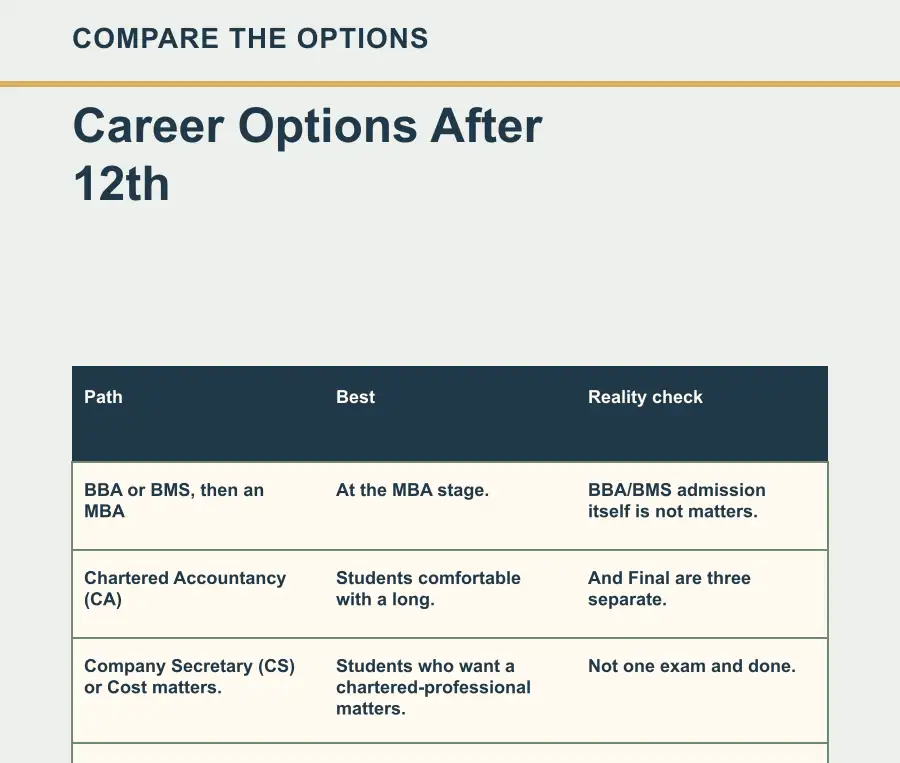 COMPARE THE OPTIONS
Career Options After
12th
Path Best Reality check
BBA or BMS, then an
MBA
At the MBA stage.
BBA/BMS admission
itself is not matters.
Chartered Accountancy
(CA)
Students comfortable
with a long.
And Final are three
separate.
Company Secretary (CS)
or Cost matters.
Students who want a
chartered-professional
matters.
Not one exam and done.